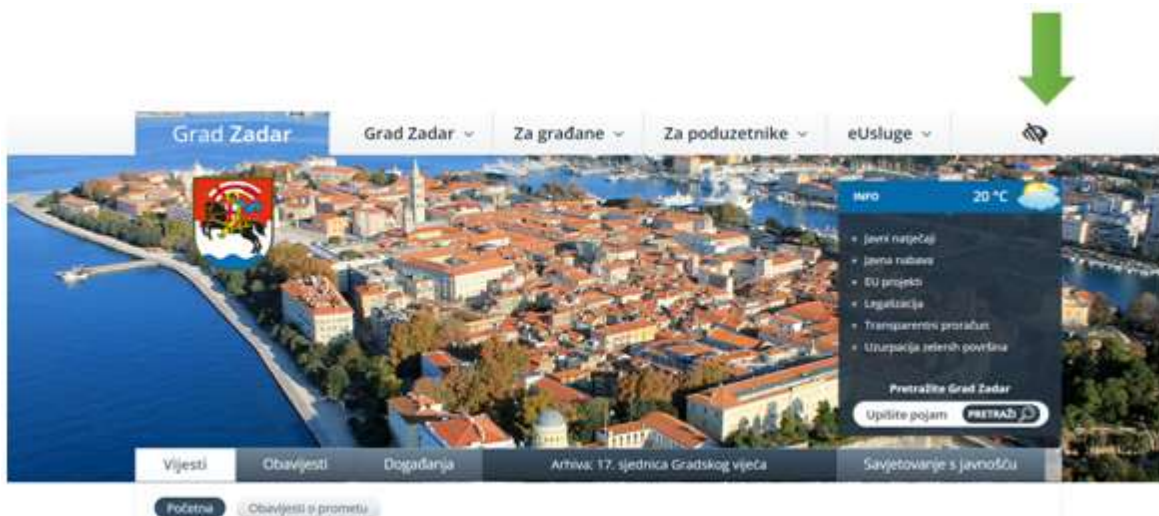 Grad Zadar
Grad Zadar
Za građane
Za poduzetnike
eUsluge
INFO 20 °C
Javni natječaji
Javna nabava
EU projekti
Legalizacija
Transparentni proračun
Uzurpacija zelenih površina
Pretražite Grad Zadar
Upišite pojam PRETRAŽI
Vijesti
Obavijesti
Događanja
Arhiva: 17. sjednica Gradskog vijeća
Savjetovanje s javnošću
Početna
Obavijesti o prometu